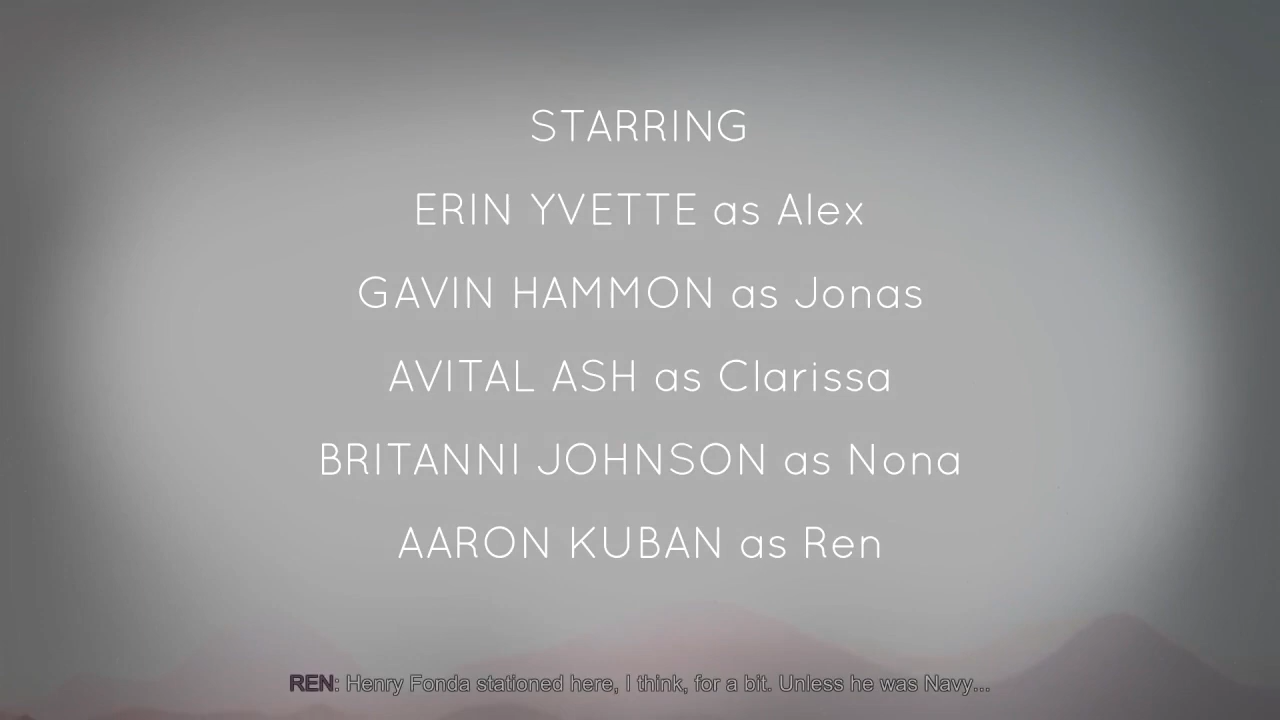 STARRING
ERIN YVETTE as Alex
GAVIN HAMMON as Jonas
AVITAL ASH as Clarissa
BRITANNI JOHNSON as Nona
AARON KUBAN as Ren
REN: Henry Fonda stationed here, I think, for a bit. Unless he was Navy...